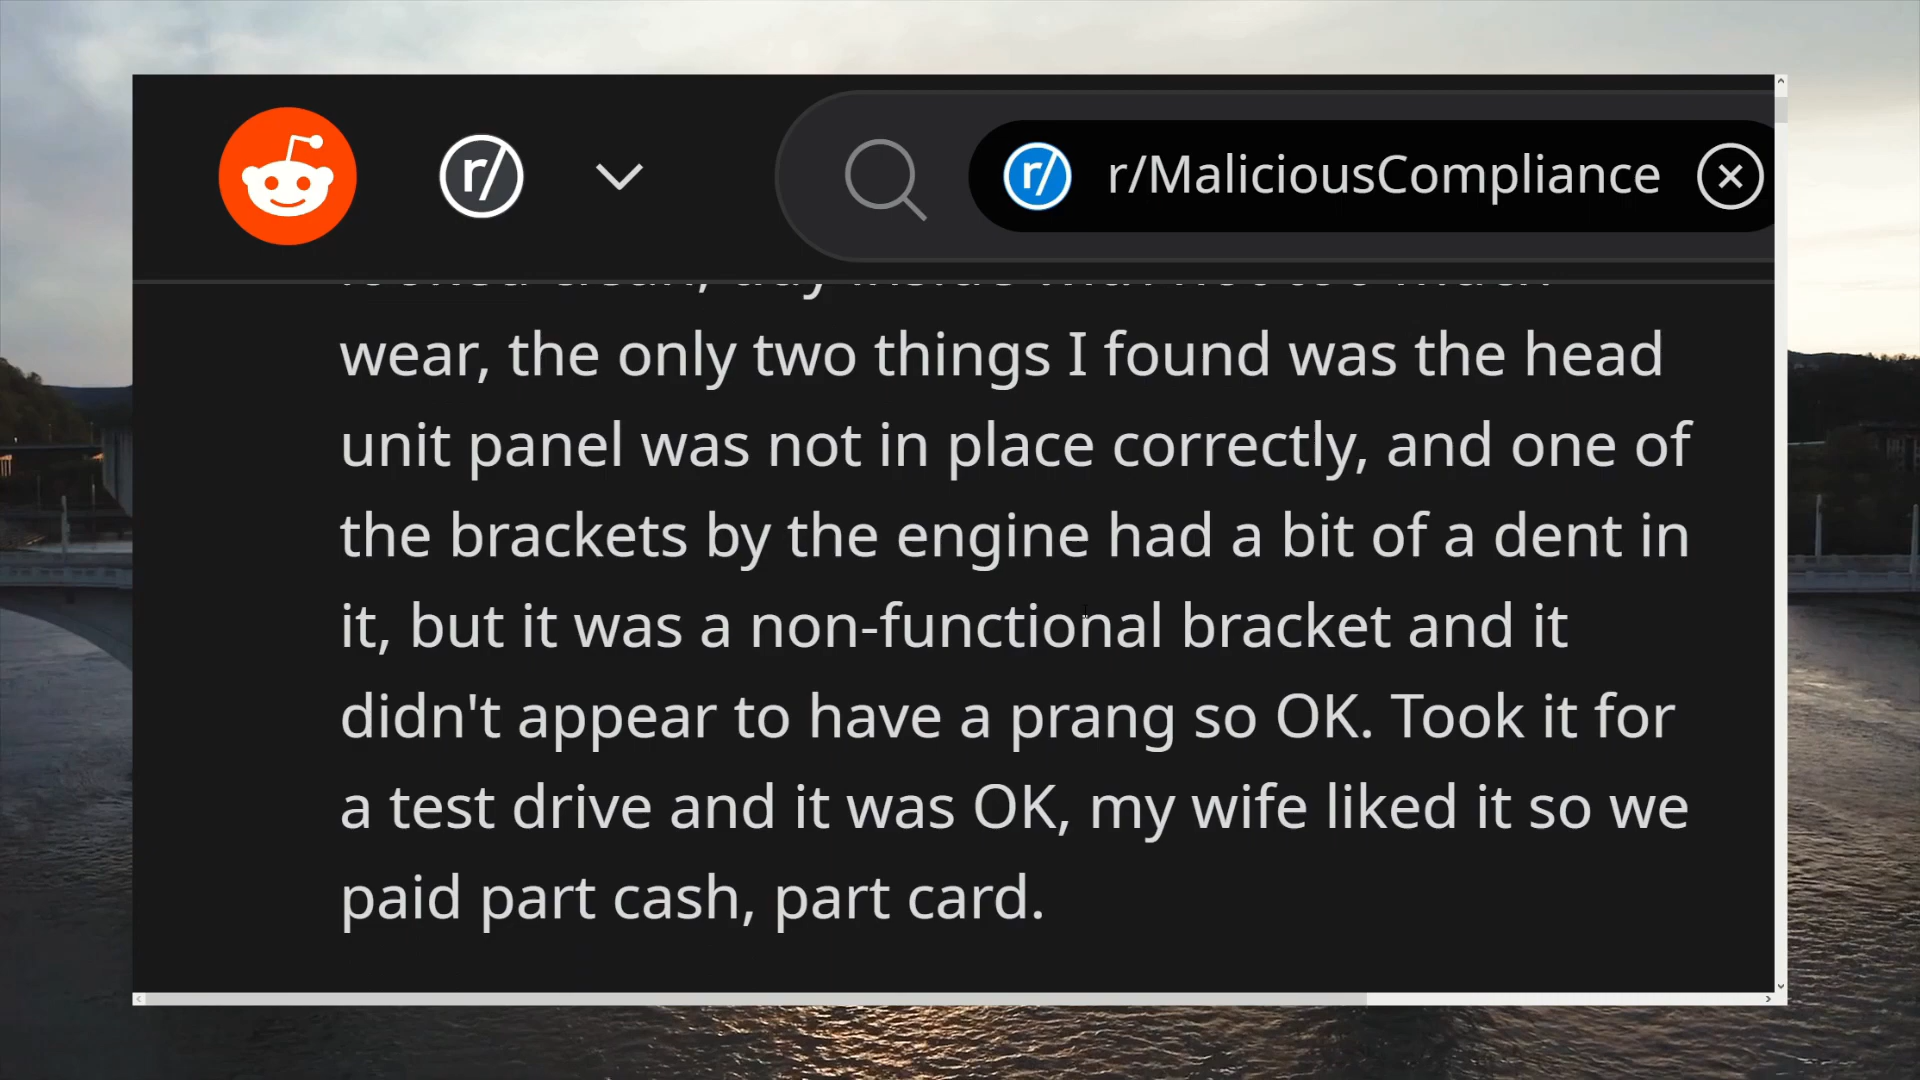 r/
r/ r/MaliciousCompliance
wear, the only two things I found was the head
unit panel was not in place correctly, and one of
the brackets by the engine had a bit of a dent in
it, but it was a non-functional bracket and it
didn't appear to have a prang so OK. Took it for
a test drive and it was OK, my wife liked it so we
paid part cash, part card.